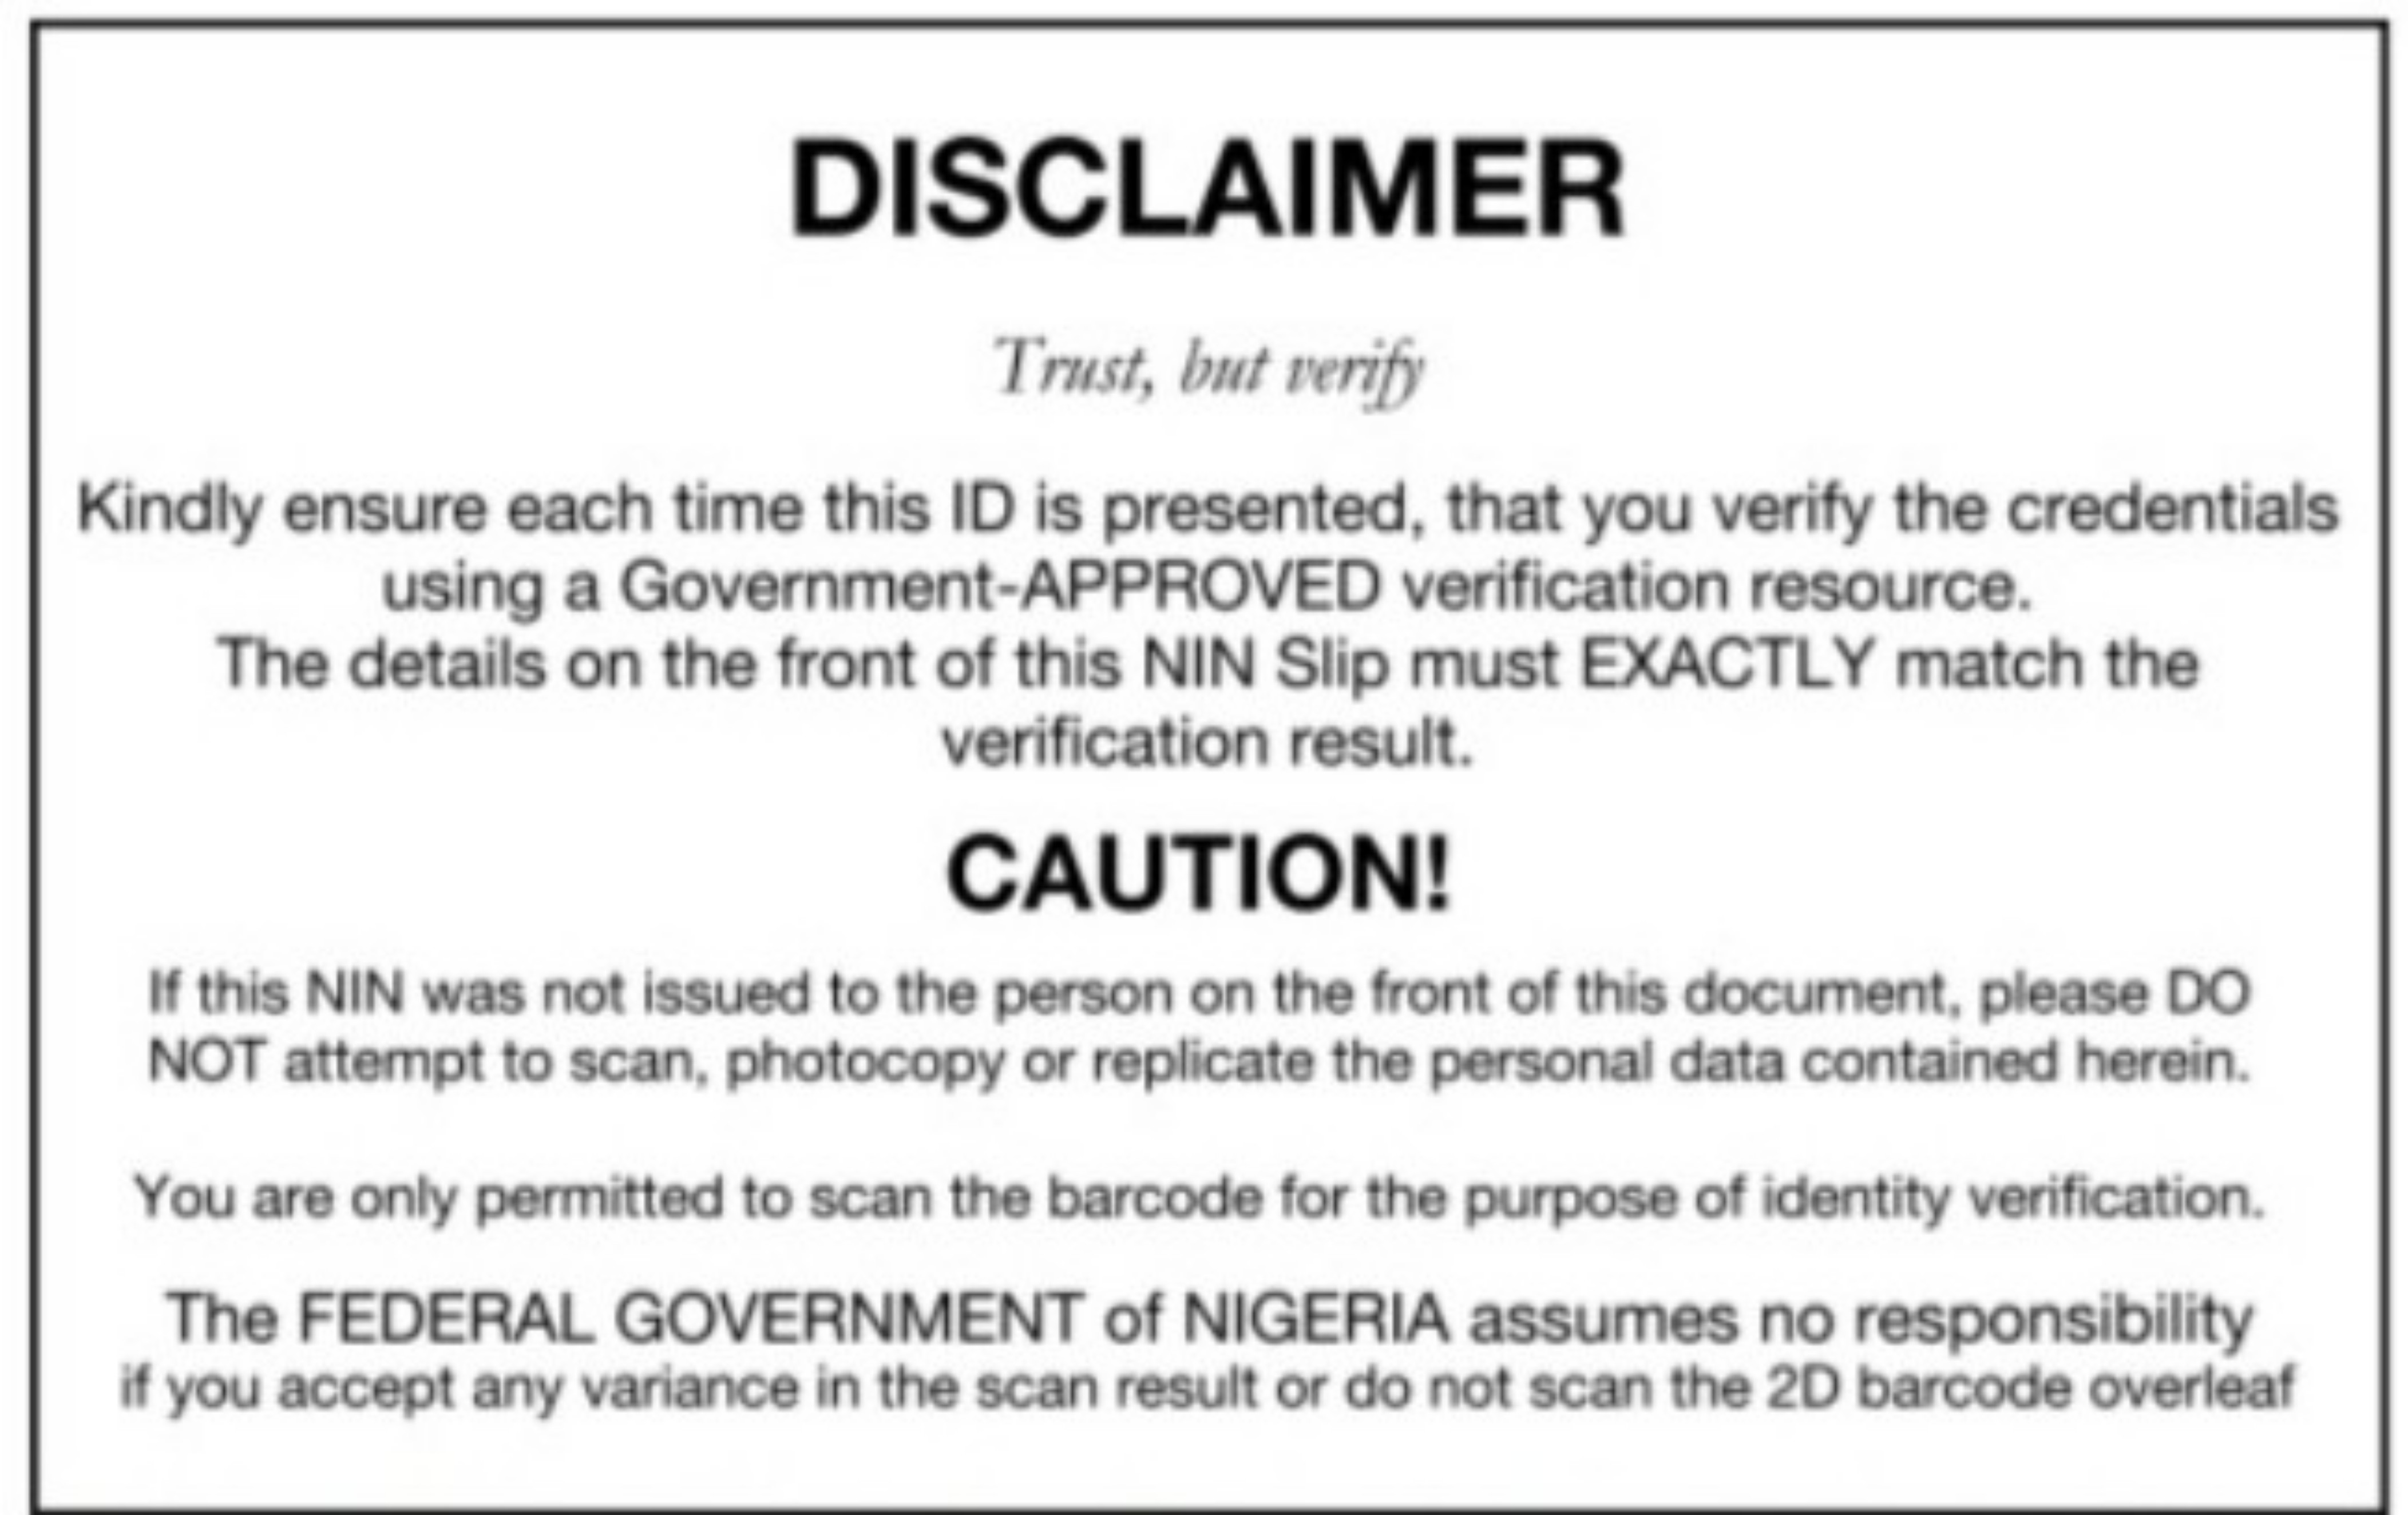 DISCLAIMER
Trust, but verify
Kindly ensure each time this ID is presented, that you verify the credentials
using a Government-APPROVED verification resource.
The details on the front of this NIN Slip must EXACTLY match the
verification result.
CAUTION!
If this NIN was not issued to the person on the front of this document, please DO
NOT attempt to scan, photocopy or replicate the personal data contained herein.
You are only permitted to scan the barcode for the purpose of identity verification.
The FEDERAL GOVERNMENT of NIGERIA assumes no responsibility
if you accept any variance in the scan result or do not scan the 2D barcode overleaf